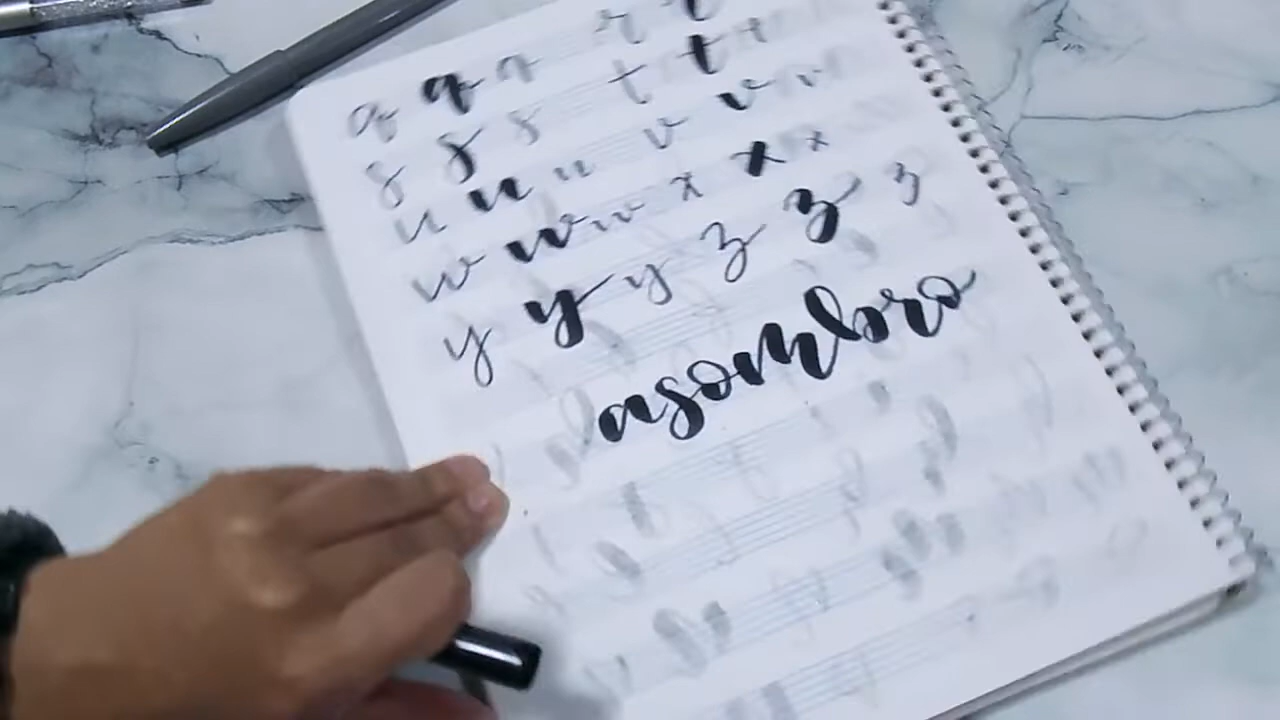 r t
q q q t t t
s s s v v v
u u u x x x
w w w z z z
y y y
asombro